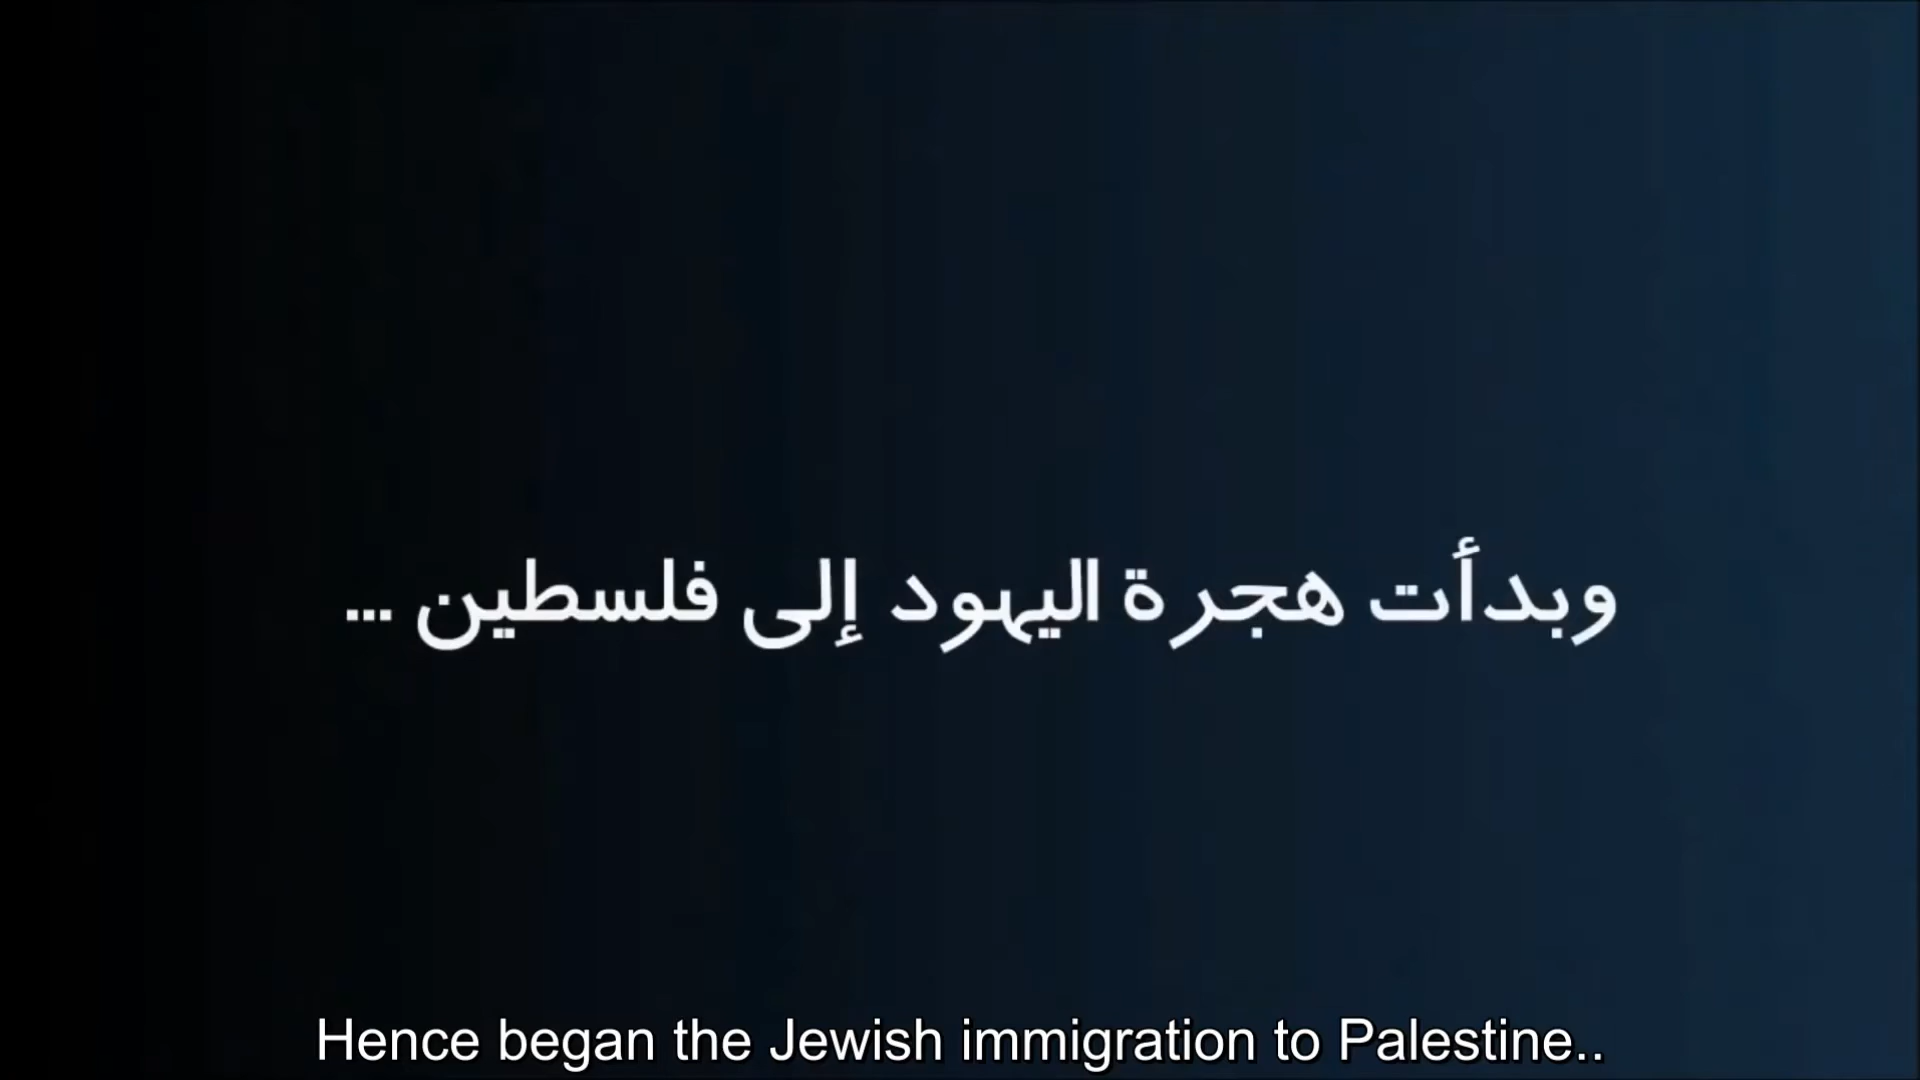 وبدأت هجرة اليهود إلى فلسطين ...
Hence began the Jewish immigration to Palestine..